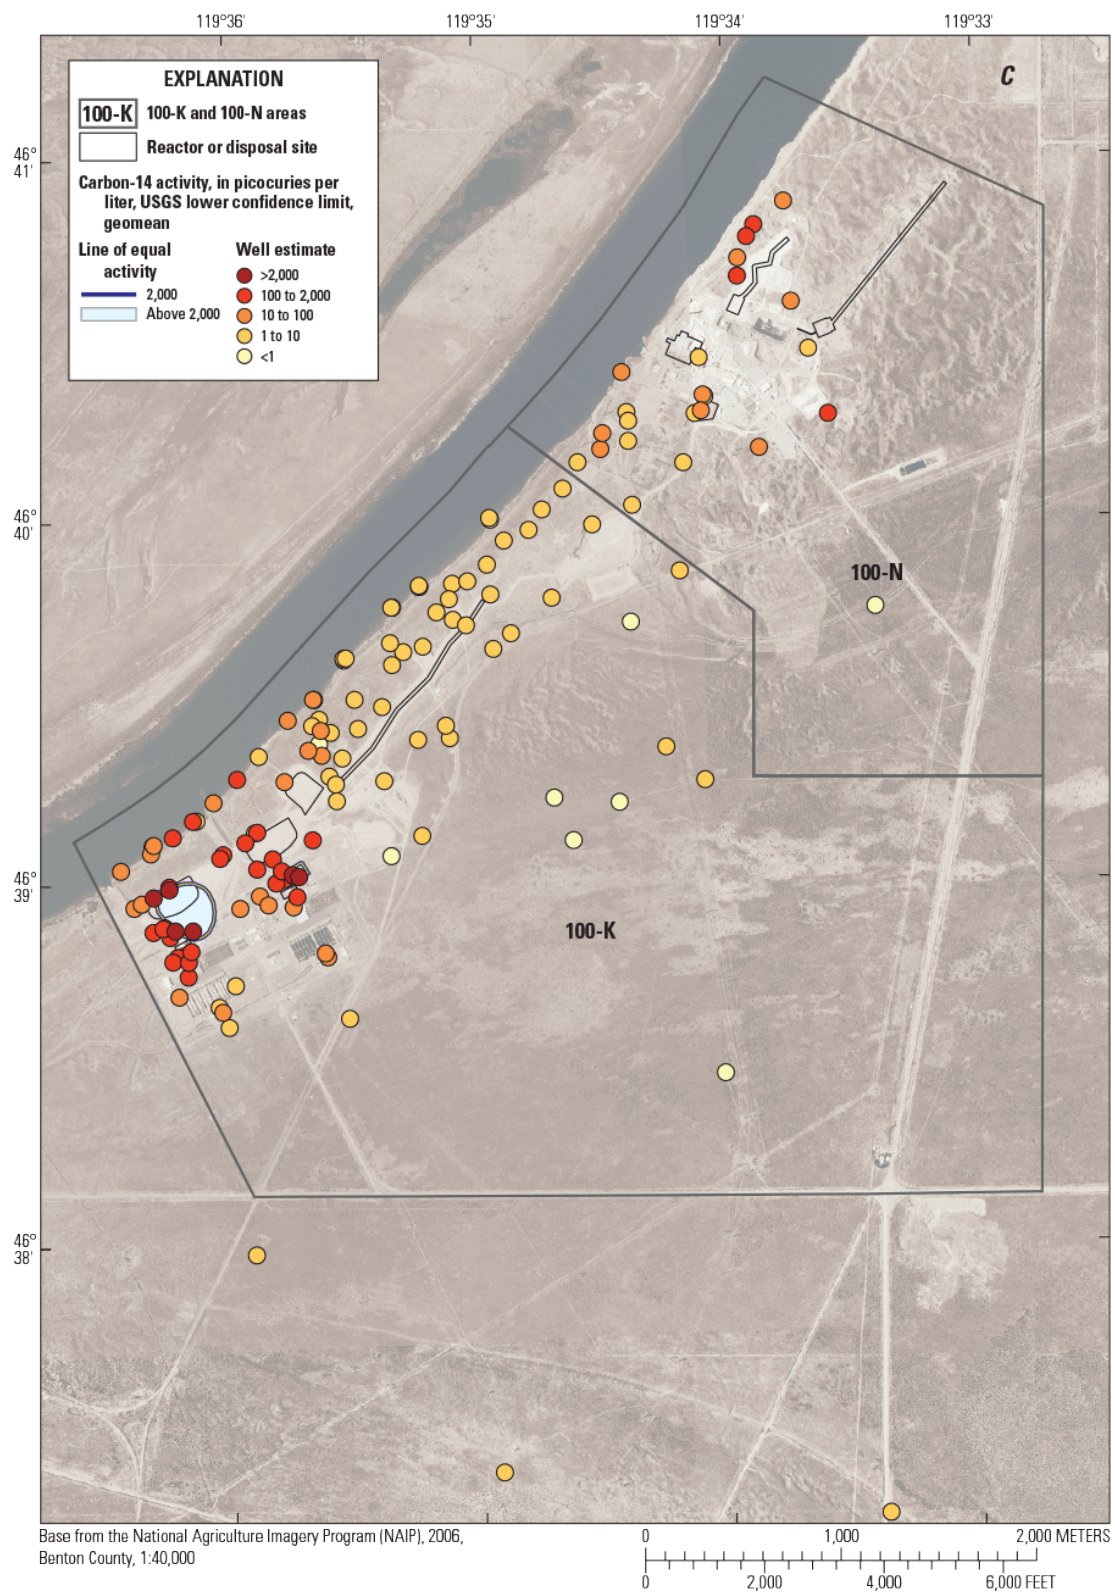 119°36' 119°35' 119°34' 119°33'
C
EXPLANATION
100-K 100-K and 100-N areas
Reactor or disposal site
Carbon-14 activity, in picocuries per
liter, USGS lower confidence limit,
geomean
Line of equal
activity
2,000
Above 2,000
Well estimate
>2,000
100 to 2,000
10 to 100
1 to 10
<1
46°
41'
46°
40'
100-N
46°
39'
100-K
46°
38'
Base from the National Agriculture Imagery Program (NAIP), 2006,
Benton County, 1:40,000
0 1,000 2,000 METERS
0 2,000 4,000 6,000 FEET